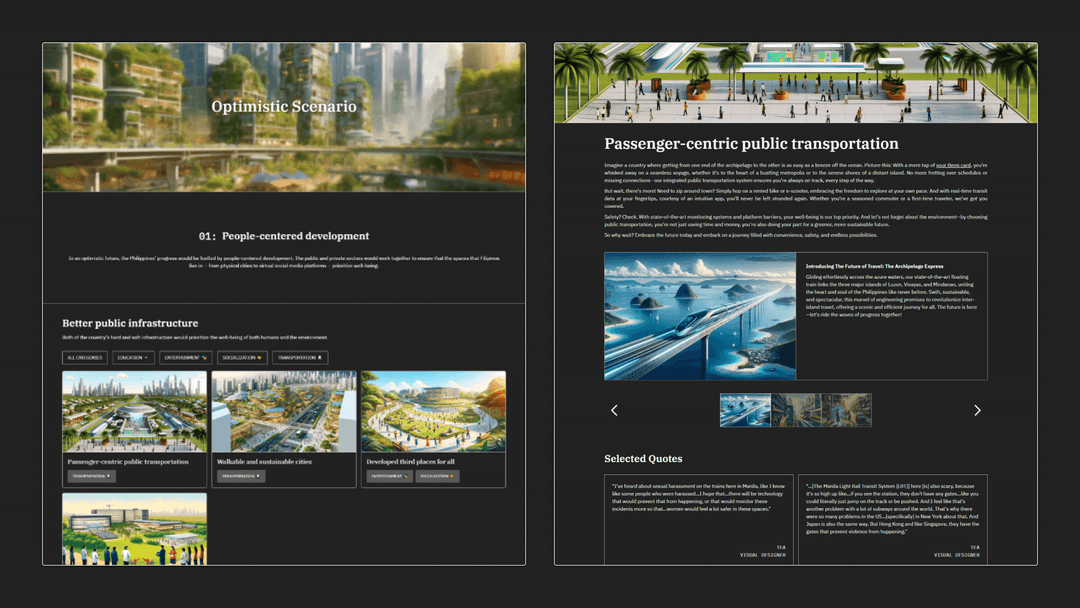 Optimistic Scenario
01: People-centered development
In an optimistic future, the Philippines' progress would be fueled by people-centered development. The public and private sectors would work together to ensure that the spaces that Filipinos
live in – from physical cities to virtual social media platforms – prioritize well-being.
Better public infrastructure
Both of the country's hard and soft infrastructure would prioritize the well-being of both humans and the environment.
ALL CATEGORIES
EDUCATION
ENTERTAINMENT
SOCIALIZATION
TRANSPORTATION
Passenger-centric public transportation
TRANSPORTATION
Walkable and sustainable cities
TRANSPORTATION
Developed third places for all
ENTERTAINMENT
SOCIALIZATION
Passenger-centric public transportation
Imagine a country where getting from one end of the archipelago to the other is as easy as a breeze off the ocean. Picture this: With a mere tap of your Beep card, you're
whisked away on a seamless voyage, whether it's to the heart of a bustling metropolis or to the serene shores of a distant island. No more fretting over schedules or
missing connections –our integrated public transportation system ensures you're always on track, every step of the way.
But wait, there's more! Need to zip around town? Simply hop on a rented bike or e-scooter, embracing the freedom to explore at your own pace. And with real-time transit
data at your fingertips, courtesy of an intuitive app, you'll never be left stranded again. Whether you're a seasoned commuter or a first-time traveler, we've got you
covered.
Safety? Check. With state-of-the-art monitoring systems and platform barriers, your well-being is our top priority. And let's not forget about the environment–by choosing
public transportation, you're not just saving time and money, you're also doing your part for a greener, more sustainable future.
So why wait? Embrace the future today and embark on a journey filled with convenience, safety, and endless possibilities.
Introducing The Future of Travel: The Archipelago Express
Gliding effortlessly across the azure waters, our state-of-the-art floating
train links the three major islands of Luzon, Visayas, and Mindanao, uniting
the heart and soul of the Philippines like never before. Swift, sustainable,
and spectacular, this marvel of engineering promises to revolutionize inter-
island travel, offering a scenic and efficient journey for all. The future is here
—let's ride the waves of progress together!
Selected Quotes
"I've heard about sexual harassment on the trains here in Manila, like I know
like some people who were harassed...I hope that...there will be technology
that would prevent that from happening, or that would monitor these
incidents more so that...women would feel a lot safer in these spaces."
TEA
VISUAL DESIGNER
"...[The Manila Light Rail Transit System (LRT)] here [is] also scary, because
it's so high up like...if you see the station, they don't have any gates...like you
could literally just jump on the track or be pushed. And I feel like that's
another problem with a lot of subways around the world. That's why there
were so many problems in the US...[specifically] in New York about that. And
Japan is also the same way. But Hong Kong and like Singapore, they have the
gates that prevent violence from happening."
TEA
VISUAL DESIGNER